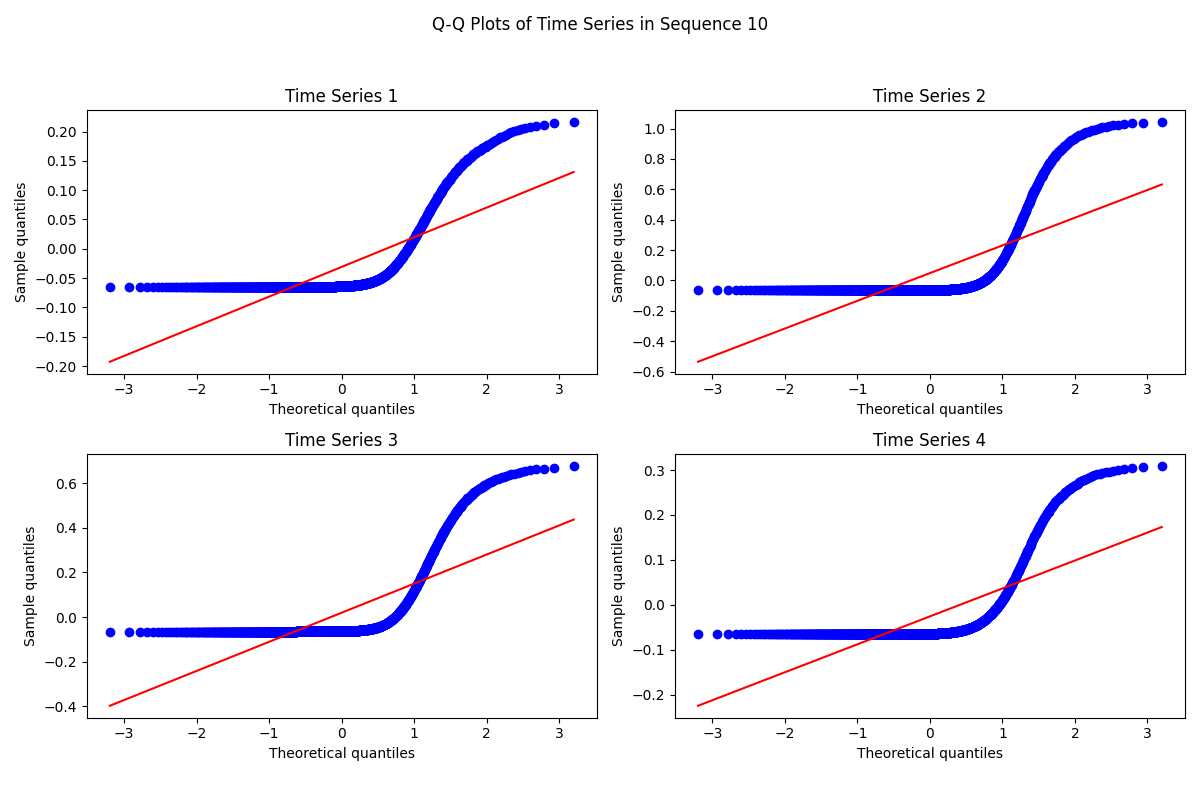 Q-Q Plots of Time Series in Sequence 10
Time Series 1
Sample quantiles
0.20
0.15
0.10
0.05
0.00
−0.05
−0.10
−0.15
−0.20
−3 −2 −1 0 1 2 3
Theoretical quantiles
Time Series 2
Sample quantiles
1.0
0.8
0.6
0.4
0.2
0.0
−0.2
−0.4
−0.6
−3 −2 −1 0 1 2 3
Theoretical quantiles
Time Series 3
Sample quantiles
0.6
0.4
0.2
0.0
−0.2
−0.4
−3 −2 −1 0 1 2 3
Theoretical quantiles
Time Series 4
Sample quantiles
0.3
0.2
0.1
0.0
−0.1
−0.2
−3 −2 −1 0 1 2 3
Theoretical quantiles